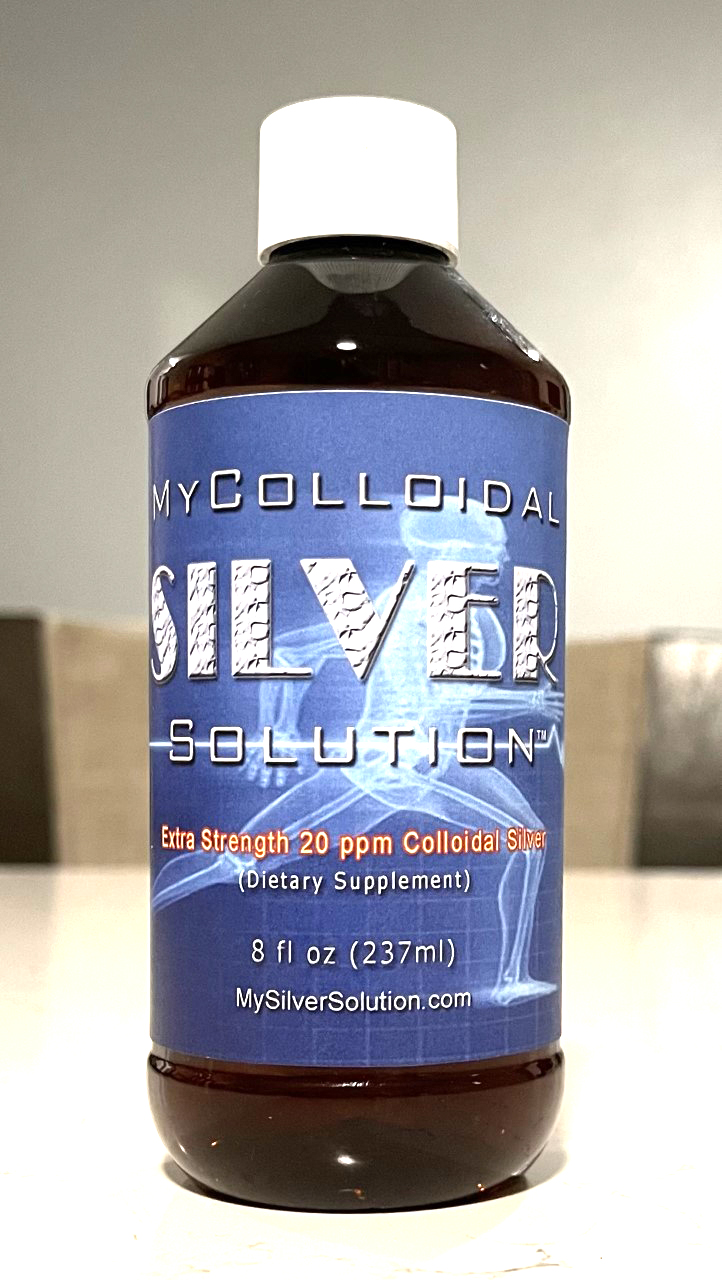 MyColloidal
SILVER
Solution™
Extra Strength 20 ppm Colloidal Silver
(Dietary Supplement)
8 fl oz (237ml)
MySilverSolution.com